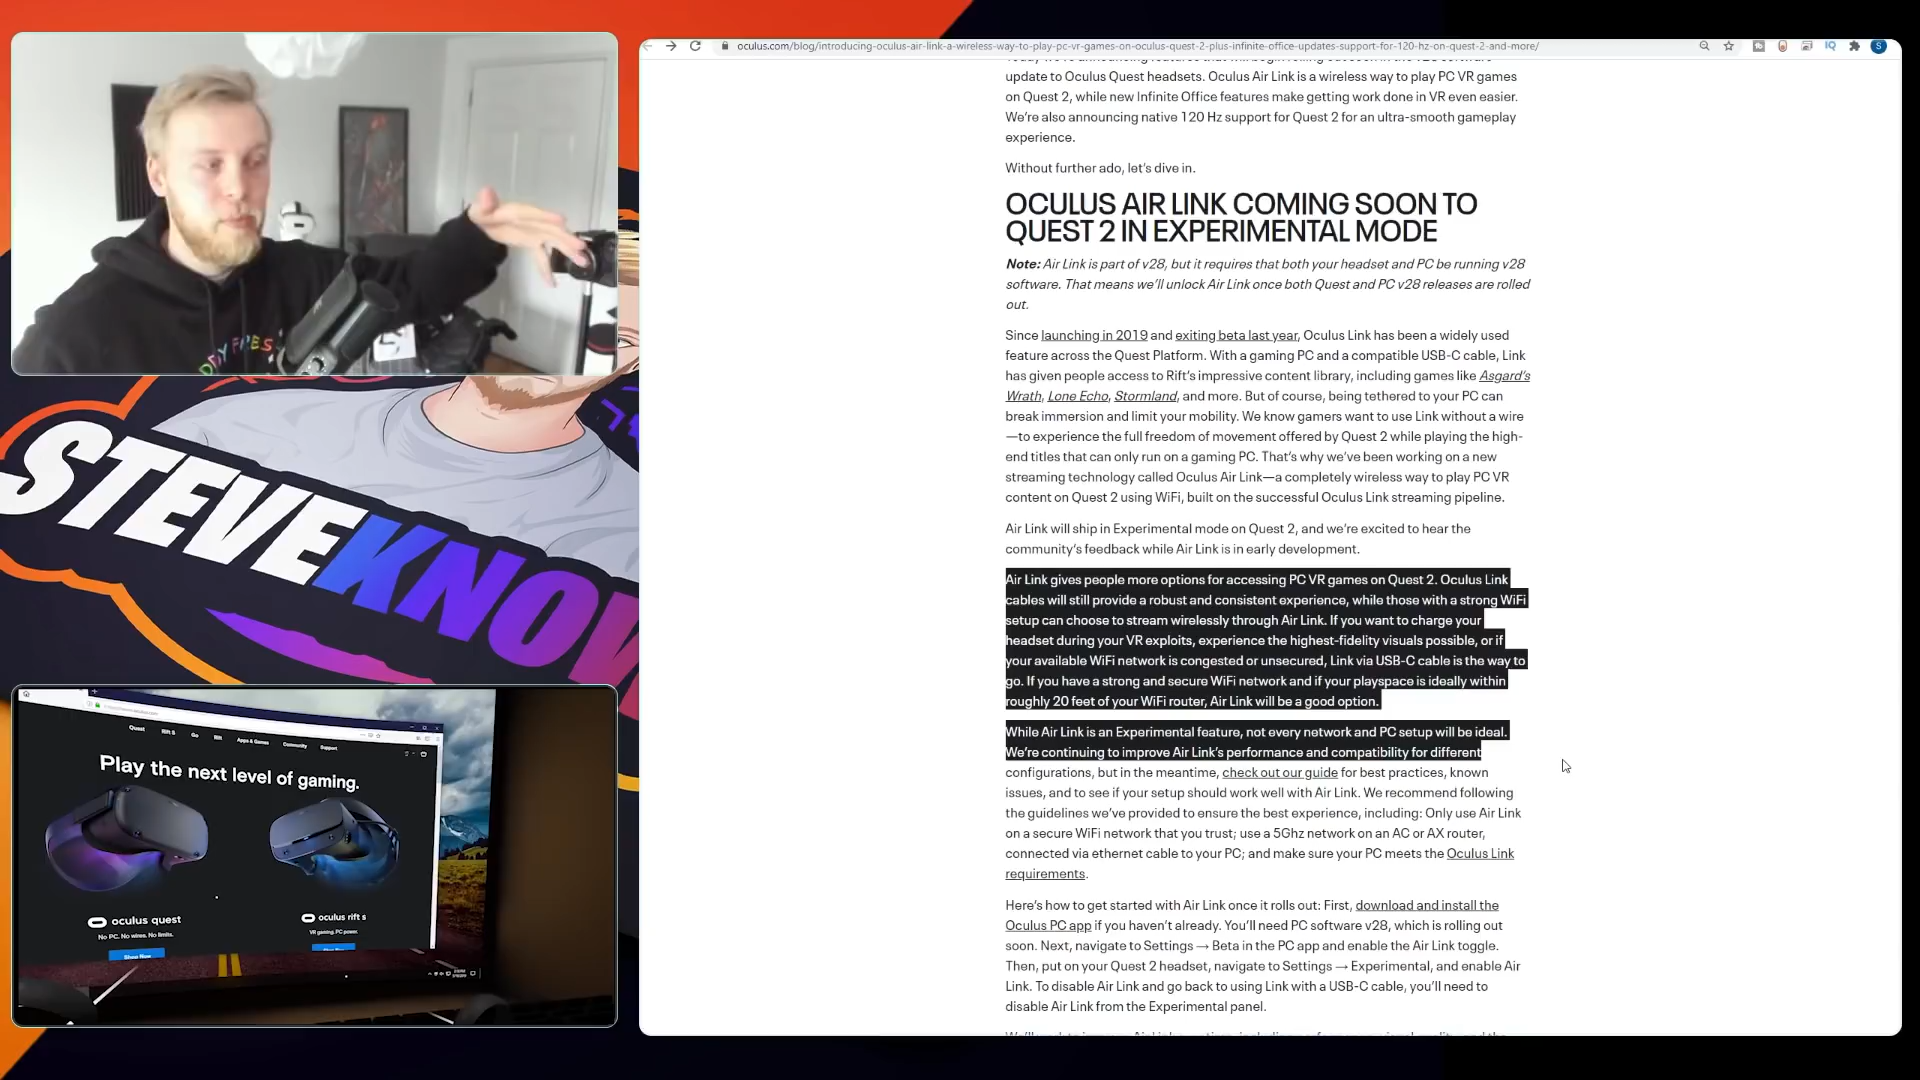 oculus.com/blog/introducing-oculus-air-link-a-wireless-way-to-play-pc-vr-games-on-oculus-quest-2-plus-infinite-office-updates-support-for-120-hz-on-quest-2-and-more/
update to Oculus Quest headsets. Oculus Air Link is a wireless way to play PC VR games
on Quest 2, while new Infinite Office features make getting work done in VR even easier.
We're also announcing native 120 Hz support for Quest 2 for an ultra-smooth gameplay
experience.
Without further ado, let's dive in.
OCULUS AIR LINK COMING SOON TO
QUEST 2 IN EXPERIMENTAL MODE
Note: Air Link is part of v28, but it requires that both your headset and PC be running v28
software. That means we'll unlock Air Link once both Quest and PC v28 releases are rolled
out.
Since launching in 2019 and exiting beta last year, Oculus Link has been a widely used
feature across the Quest Platform. With a gaming PC and a compatible USB-C cable, Link
has given people access to Rift's impressive content library, including games like Asgard's
Wrath, Lone Echo, Stormland, and more. But of course, being tethered to your PC can
break immersion and limit your mobility. We know gamers want to use Link without a wire
—to experience the full freedom of movement offered by Quest 2 while playing the high-
end titles that can only run on a gaming PC. That's why we've been working on a new
streaming technology called Oculus Air Link—a completely wireless way to play PC VR
content on Quest 2 using WiFi, built on the successful Oculus Link streaming pipeline.
Air Link will ship in Experimental mode on Quest 2, and we're excited to hear the
community's feedback while Air Link is in early development.
Air Link gives people more options for accessing PC VR games on Quest 2. Oculus Link
cables will still provide a robust and consistent experience, while those with a strong WiFi
setup can choose to stream wirelessly through Air Link. If you want to charge your
headset during your VR exploits, experience the highest-fidelity visuals possible, or if
your available WiFi network is congested or unsecured, Link via USB-C cable is the way to
go. If you have a strong and secure WiFi network and if your playspace is ideally within
roughly 20 feet of your WiFi router, Air Link will be a good option.
While Air Link is an Experimental feature, not every network and PC setup will be ideal.
We're continuing to improve Air Link's performance and compatibility for different
configurations, but in the meantime, check out our guide for best practices, known
issues, and to see if your setup should work well with Air Link. We recommend following
the guidelines we've provided to ensure the best experience, including: Only use Air Link
on a secure WiFi network that you trust; use a 5Ghz network on an AC or AX router,
connected via ethernet cable to your PC; and make sure your PC meets the Oculus Link
requirements.
Here's how to get started with Air Link once it rolls out: First, download and install the
Oculus PC app if you haven't already. You'll need PC software v28, which is rolling out
soon. Next, navigate to Settings → Beta in the PC app and enable the Air Link toggle.
Then, put on your Quest 2 headset, navigate to Settings → Experimental, and enable Air
Link. To disable Air Link and go back to using Link with a USB-C cable, you'll need to
disable Air Link from the Experimental panel.
STEVEKNOW
Quest Rift S Go Rift Apps & Games Community Support
Play the next level of gaming.
oculus quest
No PC. No wires. No limits.
Shop Now
oculus rift s
VR gaming. PC power.